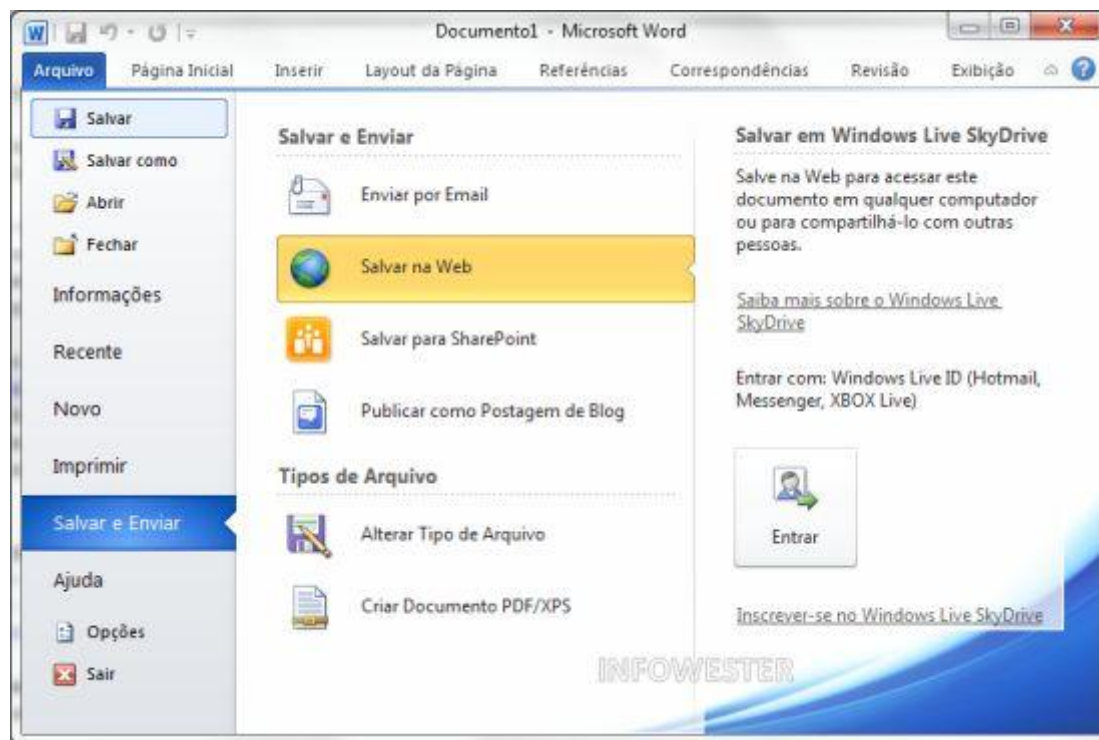 Documento1 - Microsoft Word
Arquivo Página Inicial Inserir Layout da Página Referências Correspondências Revisão Exibição
Salvar
Salvar como
Abrir
Fechar
Informações
Recente
Novo
Imprimir
Salvar e Enviar
Ajuda
Opções
Sair
Salvar e Enviar
Enviar por Email
Salvar na Web
Salvar para SharePoint
Publicar como Postagem de Blog
Tipos de Arquivo
Alterar Tipo de Arquivo
Criar Documento PDF/XPS
Salvar em Windows Live SkyDrive
Salve na Web para acessar este
documento em qualquer computador
ou para compartilhá-lo com outras
pessoas.
Saiba mais sobre o Windows Live
SkyDrive
Entrar com: Windows Live ID (Hotmail,
Messenger, XBOX Live)
Entrar
Inscrever-se no Windows Live SkyDrive
INFOWESTER